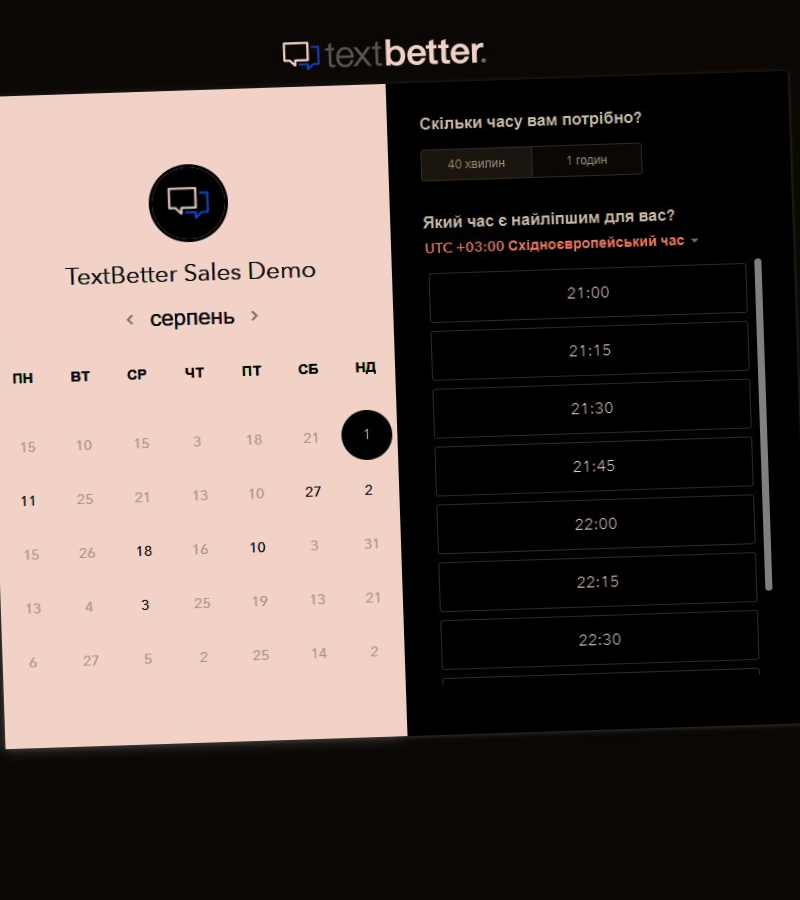 textbetter.
TextBetter Sales Demo
серпень
ПН ВТ СР ЧТ ПТ СБ НД
15 10 15 3 18 21 1
11 25 21 13 10 27 2
15 26 18 16 10 3 31
13 4 3 25 19 13 21
6 27 5 2 25 14 2
Скільки часу вам потрібно?
40 хвилин 1 годин
Який час є найліпшим для вас?
UTC +03:00 Східноєвропейський час
21:00
21:15
21:30
21:45
22:00
22:15
22:30